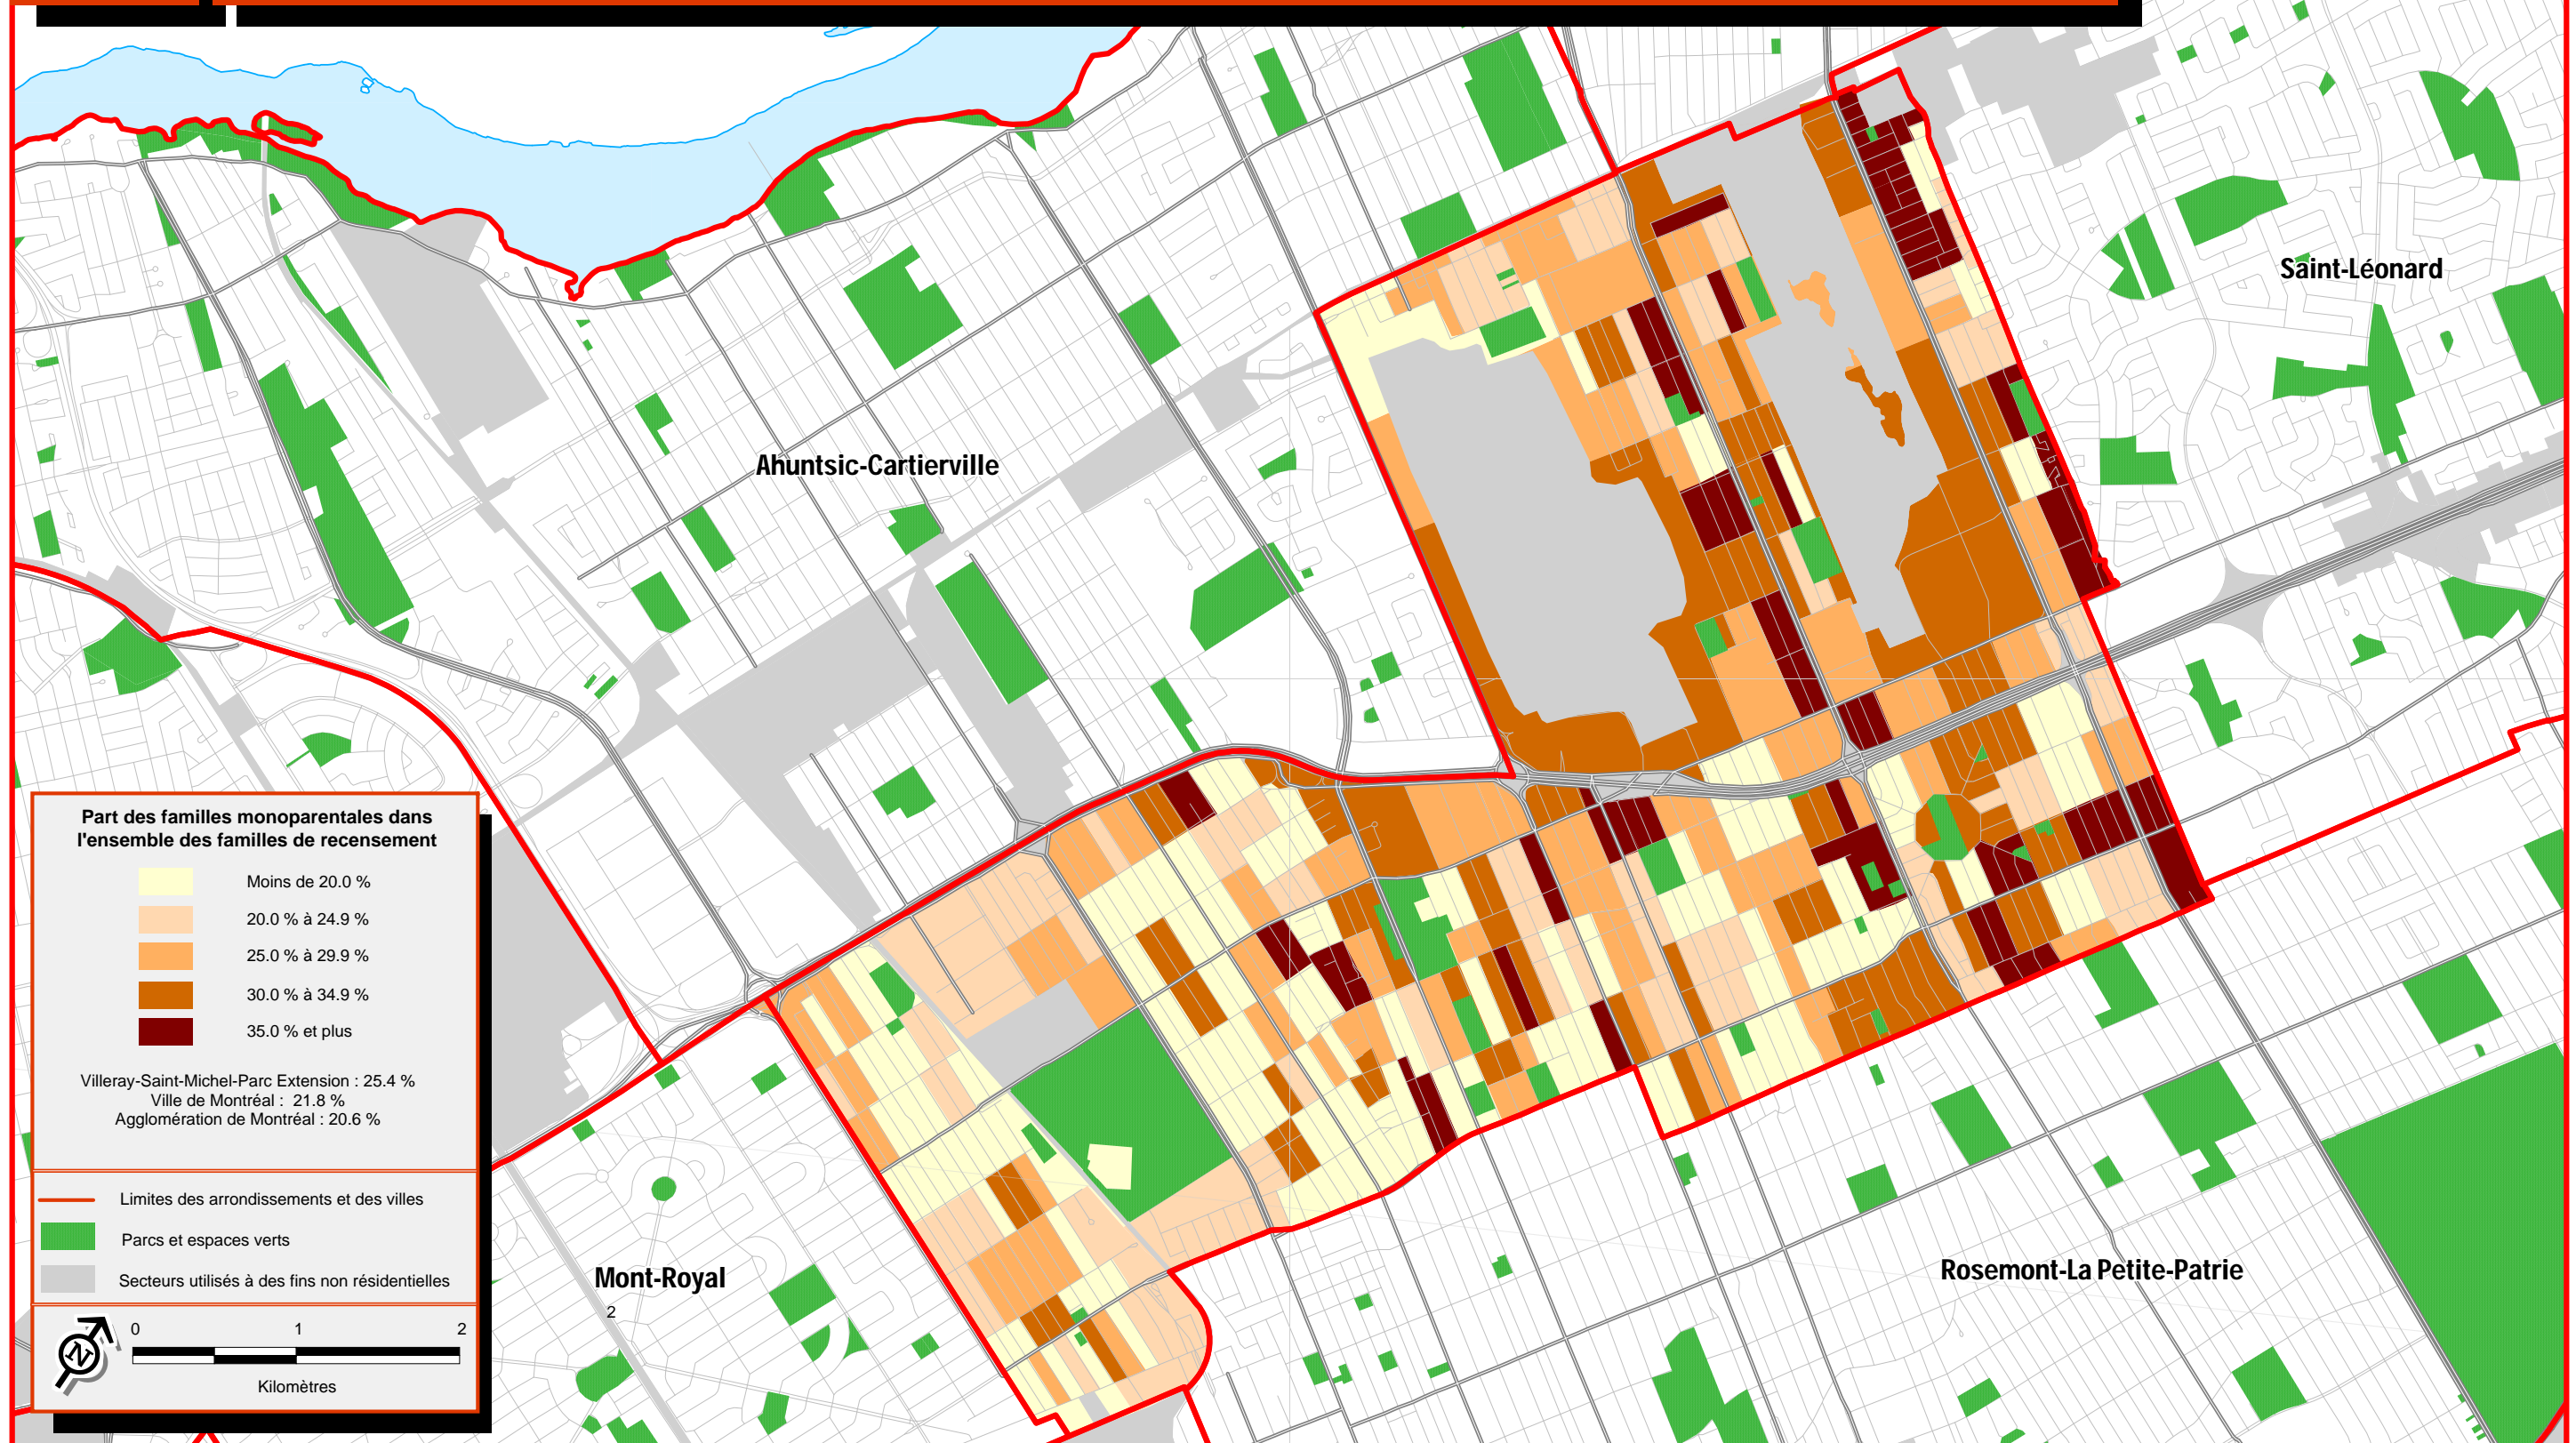 Saint-Léonard
Ahuntsic-Cartierville
Part des familles monoparentales dans
l'ensemble des familles de recensement
Moins de 20.0 %
20.0 % à 24.9 %
25.0 % à 29.9 %
30.0 % à 34.9 %
35.0 % et plus
Villeray-Saint-Michel-Parc Extension : 25.4 %
Ville de Montréal : 21.8 %
Agglomération de Montréal : 20.6 %
Limites des arrondissements et des villes
Parcs et espaces verts
Secteurs utilisés à des fins non résidentielles
Mont-Royal
2
Rosemont-La Petite-Patrie
N
0 1 2
Kilomètres